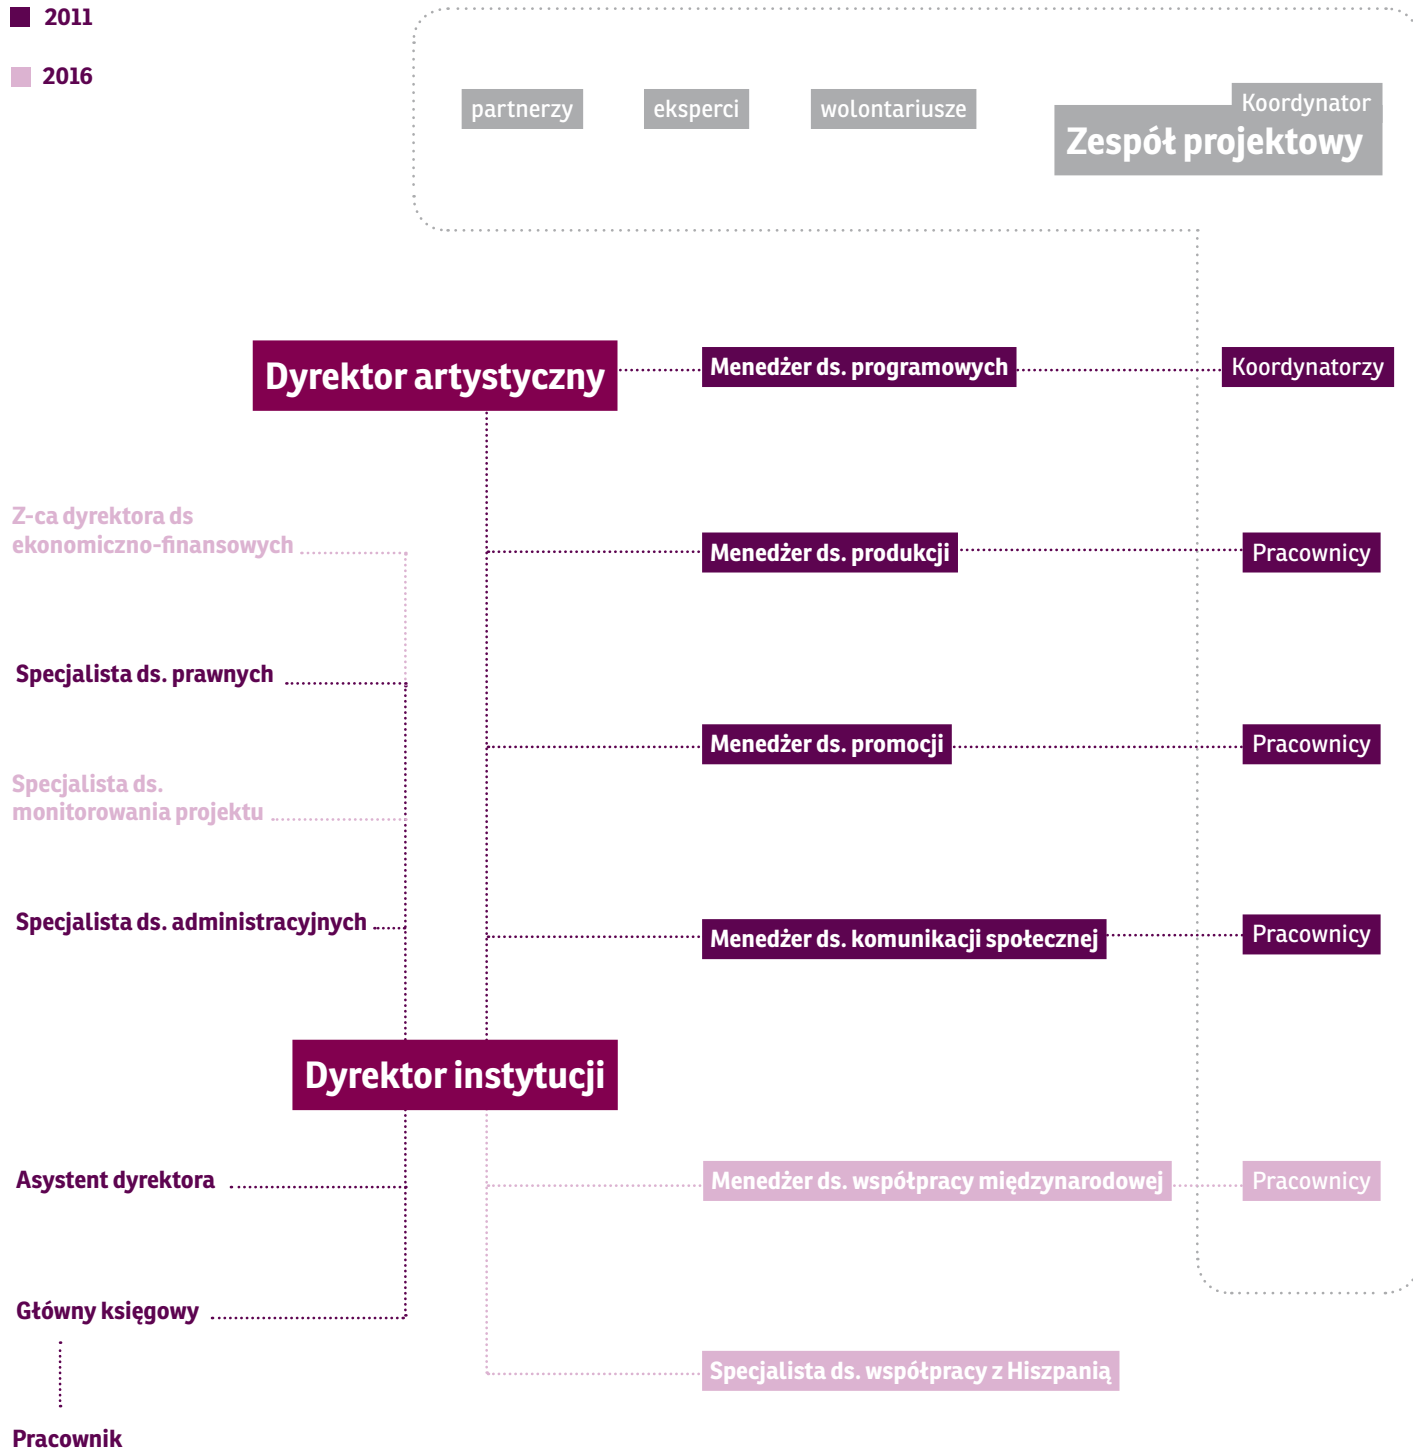 2011
2016
partnerzy
eksperci
wolontariusze
Koordynator
Zespół projektowy
Dyrektor artystyczny
Menedżer ds. programowych
Koordynatorzy
Z-ca dyrektora ds
ekonomiczno-finansowych
Menedżer ds. produkcji
Pracownicy
Specjalista ds. prawnych
Menedżer ds. promocji
Pracownicy
Specjalista ds.
monitorowania projektu
Specjalista ds. administracyjnych
Menedżer ds. komunikacji społecznej
Pracownicy
Dyrektor instytucji
Asystent dyrektora
Menedżer ds. współpracy międzynarodowej
Pracownicy
Główny księgowy
Specjalista ds. współpracy z Hiszpanią
Pracownik